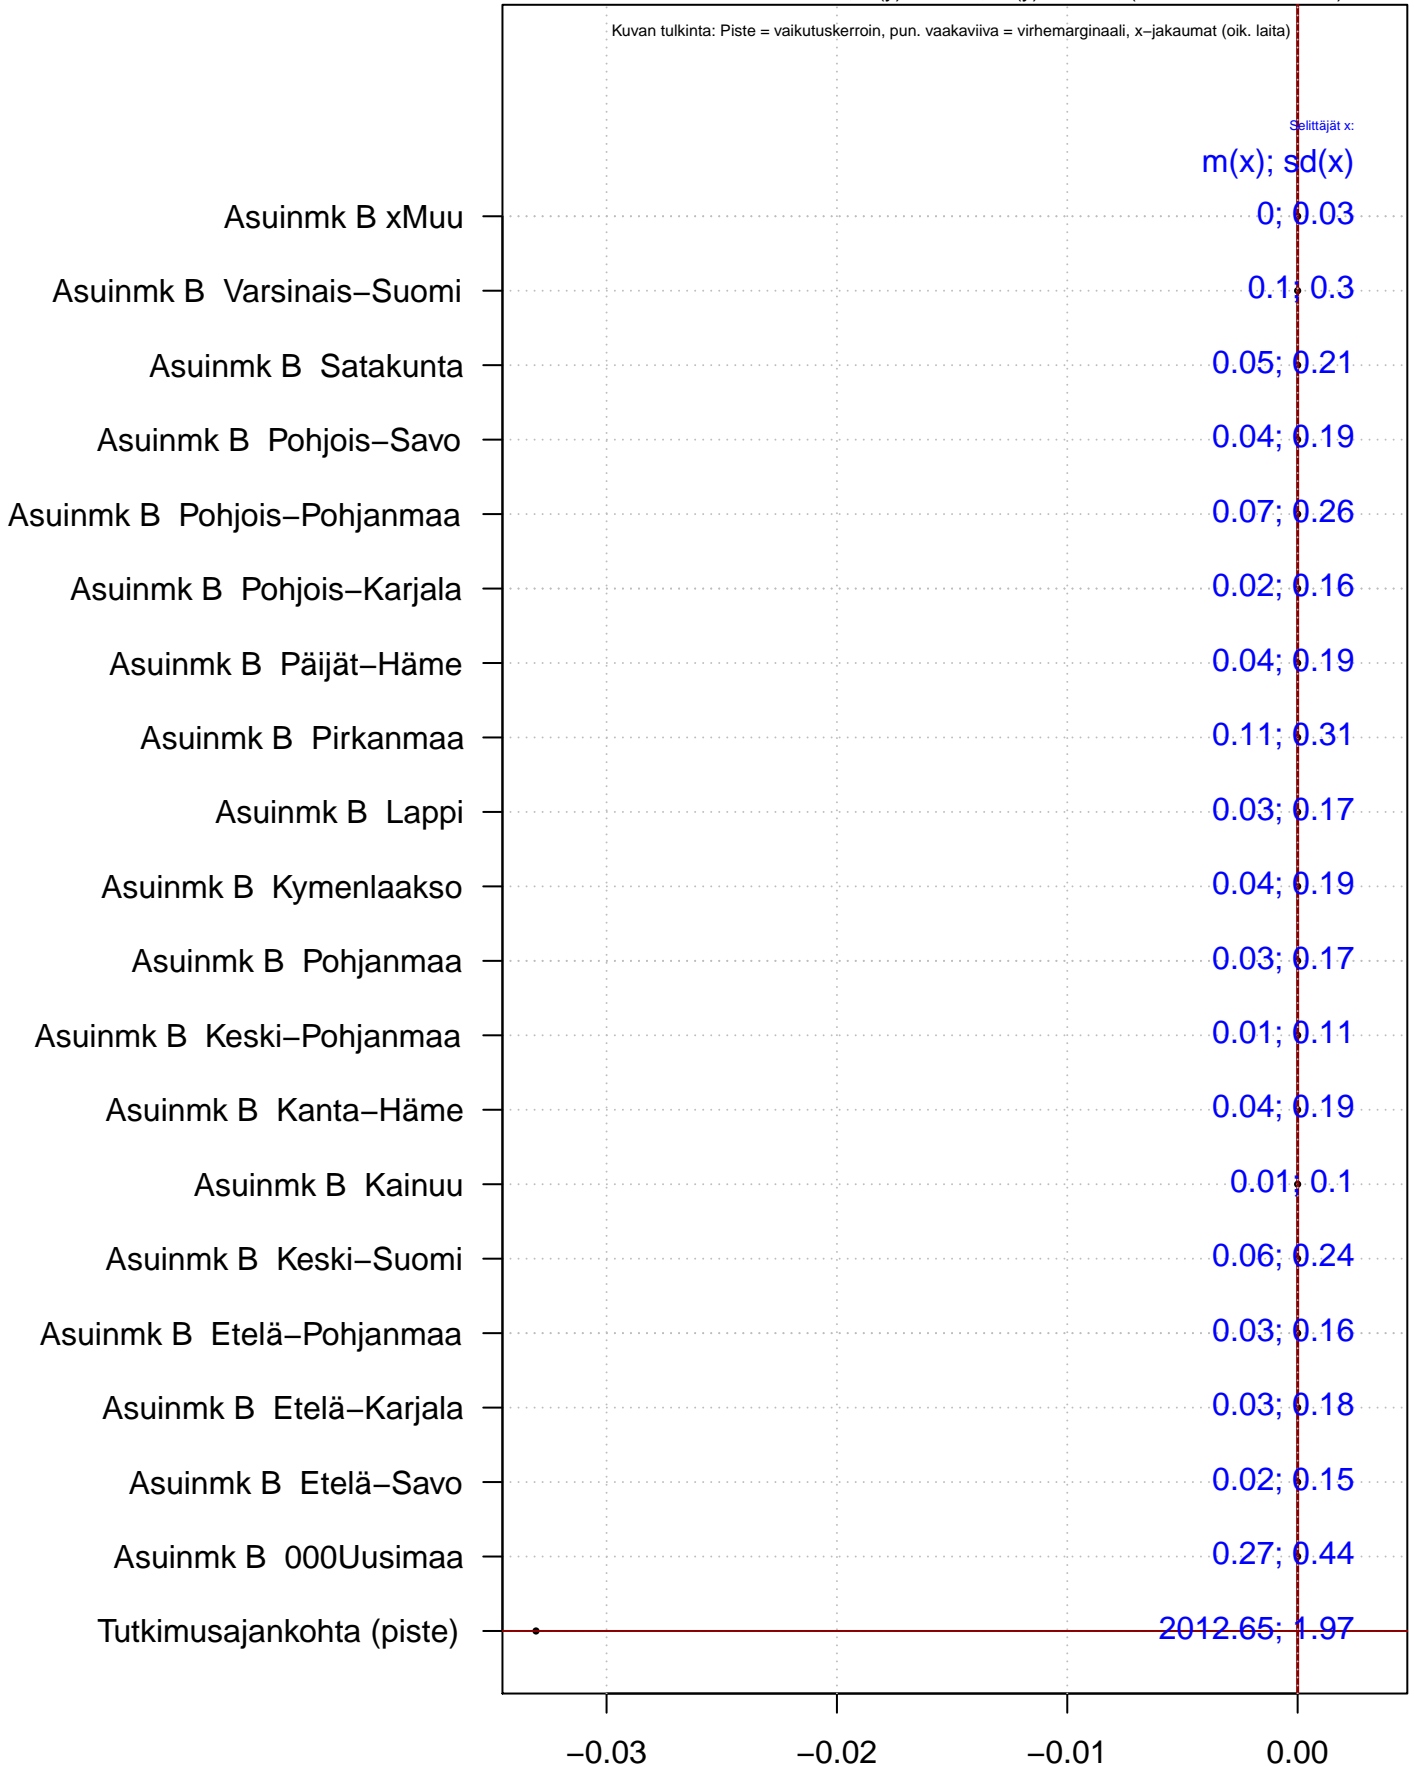 Kuvan tulkinta: Piste = vaikutuskerroin, pun. vaakaviiva = virhemarginaali, x−jakaumat (oik. laita)
Selittäjät x:
m(x); sd(x)
Asuinmk B xMuu 0; 0.03
Asuinmk B Varsinais−Suomi 0.1; 0.3
Asuinmk B Satakunta 0.05; 0.21
Asuinmk B Pohjois−Savo 0.04; 0.19
Asuinmk B Pohjois−Pohjanmaa 0.07; 0.26
Asuinmk B Pohjois−Karjala 0.02; 0.16
Asuinmk B Päijät−Häme 0.04; 0.19
Asuinmk B Pirkanmaa 0.11; 0.31
Asuinmk B Lappi 0.03; 0.17
Asuinmk B Kymenlaakso 0.04; 0.19
Asuinmk B Pohjanmaa 0.03; 0.17
Asuinmk B Keski−Pohjanmaa 0.01; 0.11
Asuinmk B Kanta−Häme 0.04; 0.19
Asuinmk B Kainuu 0.01; 0.1
Asuinmk B Keski−Suomi 0.06; 0.24
Asuinmk B Etelä−Pohjanmaa 0.03; 0.16
Asuinmk B Etelä−Karjala 0.03; 0.18
Asuinmk B Etelä−Savo 0.02; 0.15
Asuinmk B 000Uusimaa 0.27; 0.44
Tutkimusajankohta (piste) 2012.65; 1.97
−0.03 −0.02 −0.01 0.00